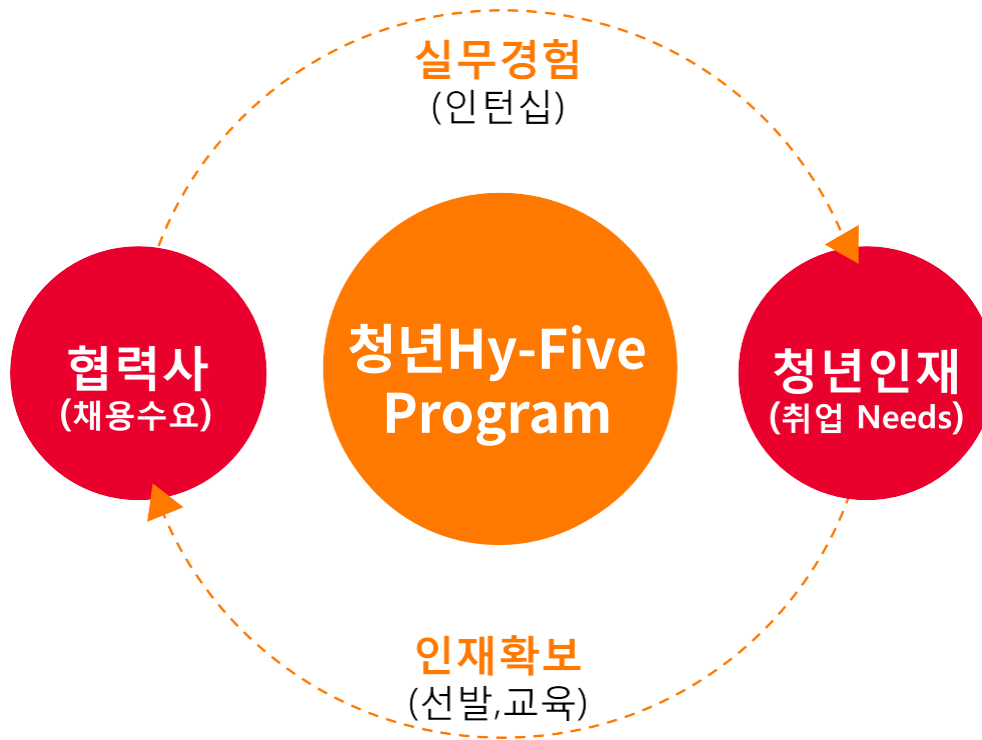 실무경험
(인턴십)
청년Hy-Five
Program
협력사
(채용수요)
청년인재
(취업 Needs)
인재확보
(선발,교육)